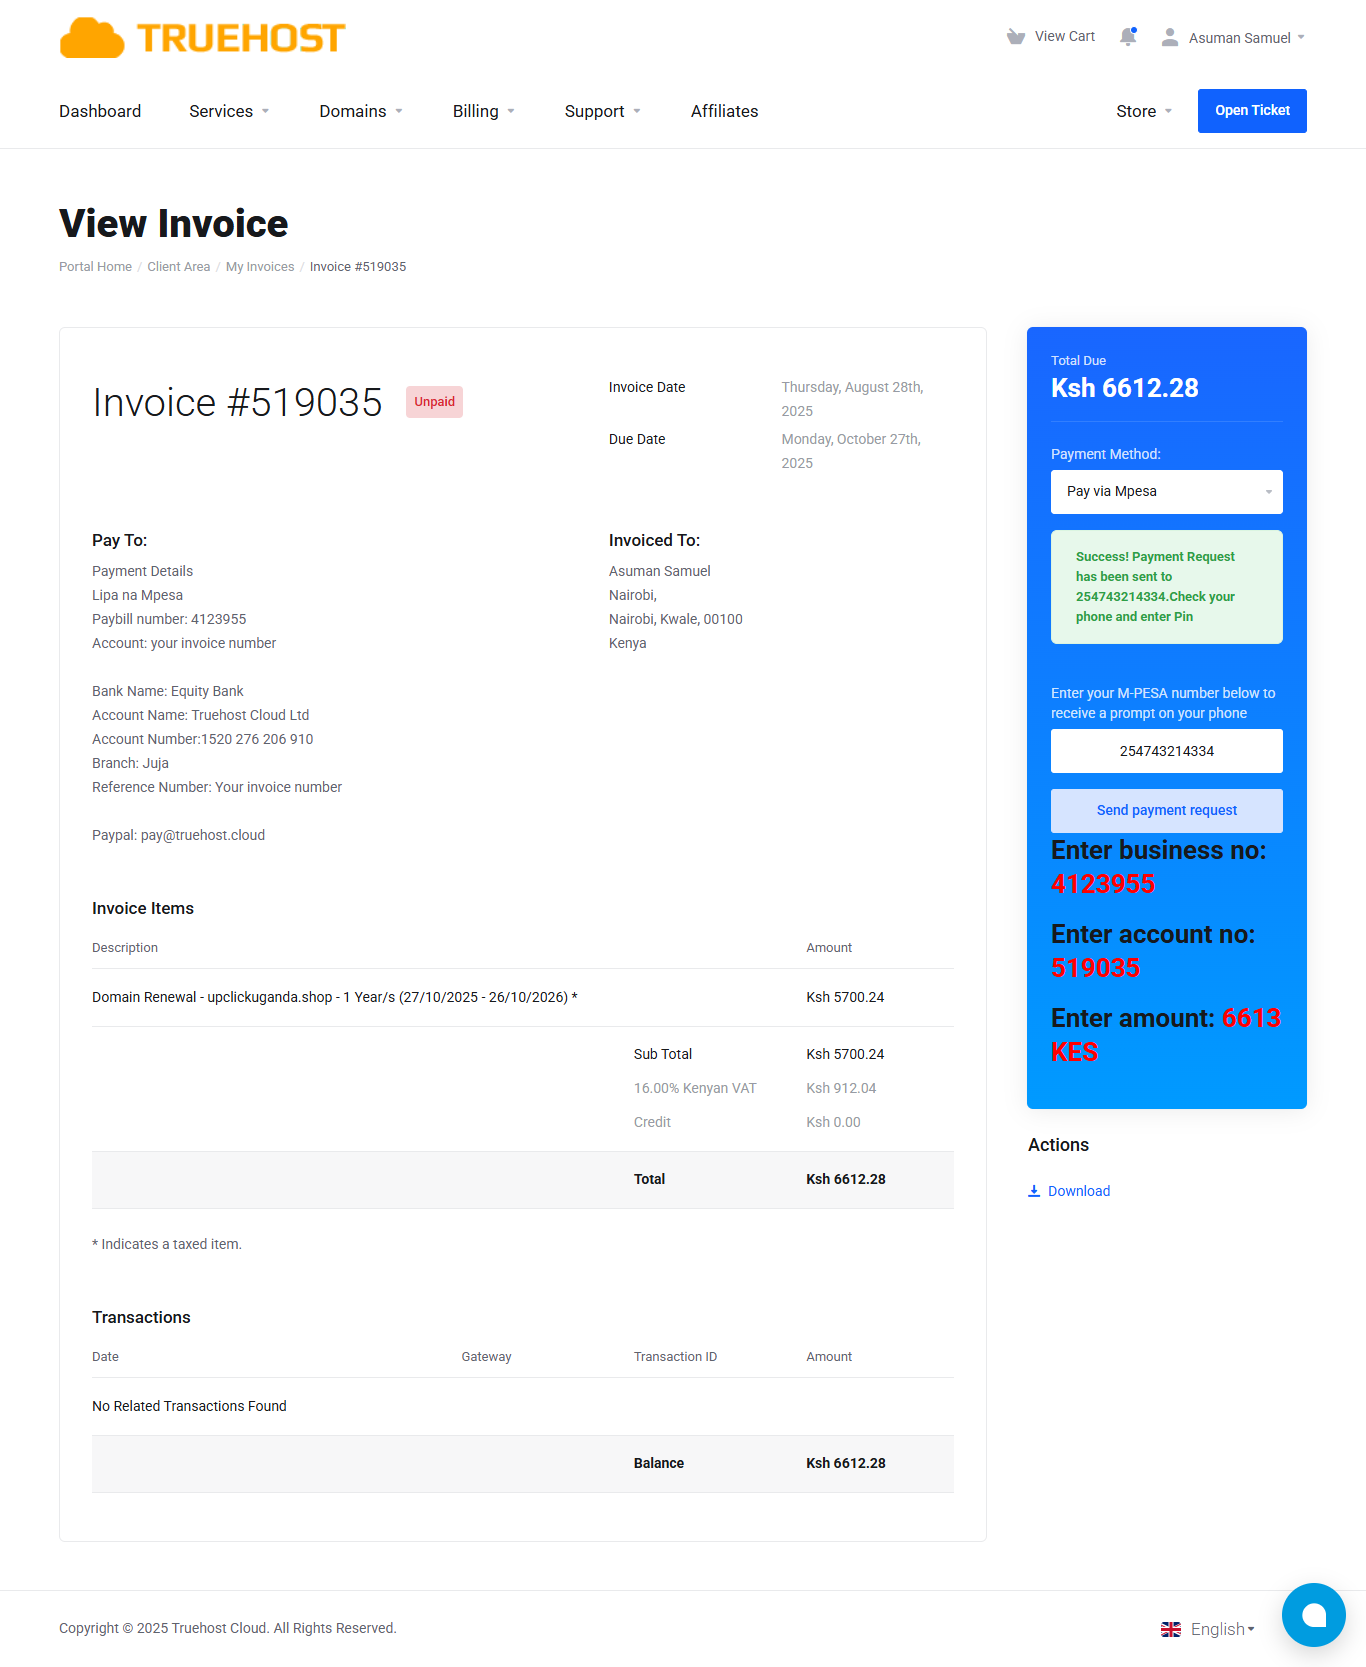 TRUEHOST
View Cart
Asuman Samuel
Dashboard
Services
Domains
Billing
Support
Affiliates
Store
Open Ticket
View Invoice
Portal Home / Client Area / My Invoices / Invoice #519035
Invoice #519035
Unpaid
Invoice Date
Thursday, August 28th,
2025
Due Date
Monday, October 27th,
2025
Pay To:
Payment Details
Lipa na Mpesa
Paybill number: 4123955
Account: your invoice number
Bank Name: Equity Bank
Account Name: Truehost Cloud Ltd
Account Number:1520 276 206 910
Branch: Juja
Reference Number: Your invoice number
Paypal: pay@truehost.cloud
Invoiced To:
Asuman Samuel
Nairobi,
Nairobi, Kwale, 00100
Kenya
Invoice Items
Description
Amount
Domain Renewal - upclickuganda.shop - 1 Year/s (27/10/2025 - 26/10/2026) *
Ksh 5700.24
Sub Total
Ksh 5700.24
16.00% Kenyan VAT
Ksh 912.04
Credit
Ksh 0.00
Total
Ksh 6612.28
* Indicates a taxed item.
Transactions
Date
Gateway
Transaction ID
Amount
No Related Transactions Found
Balance
Ksh 6612.28
Total Due
Ksh 6612.28
Payment Method:
Pay via Mpesa
Success! Payment Request
has been sent to
254743214334.Check your
phone and enter Pin
Enter your M-PESA number below to
receive a prompt on your phone
254743214334
Send payment request
Enter business no:
4123955
Enter account no:
519035
Enter amount: 6613
KES
Actions
Download
Copyright © 2025 Truehost Cloud. All Rights Reserved.
English